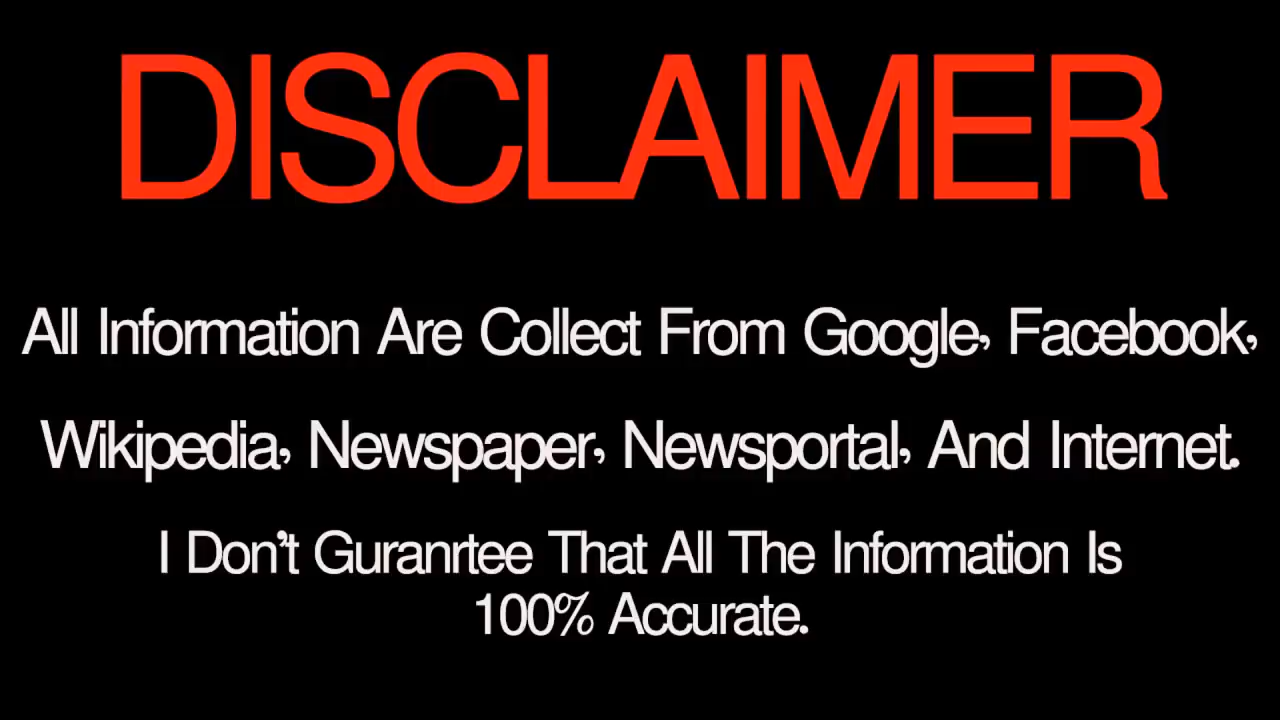 DISCLAIMER
All Information Are Collect From Google, Facebook,
Wikipedia, Newspaper, Newsportal, And Internet.
I Don't Guranrtee That All The Information Is
100% Accurate.